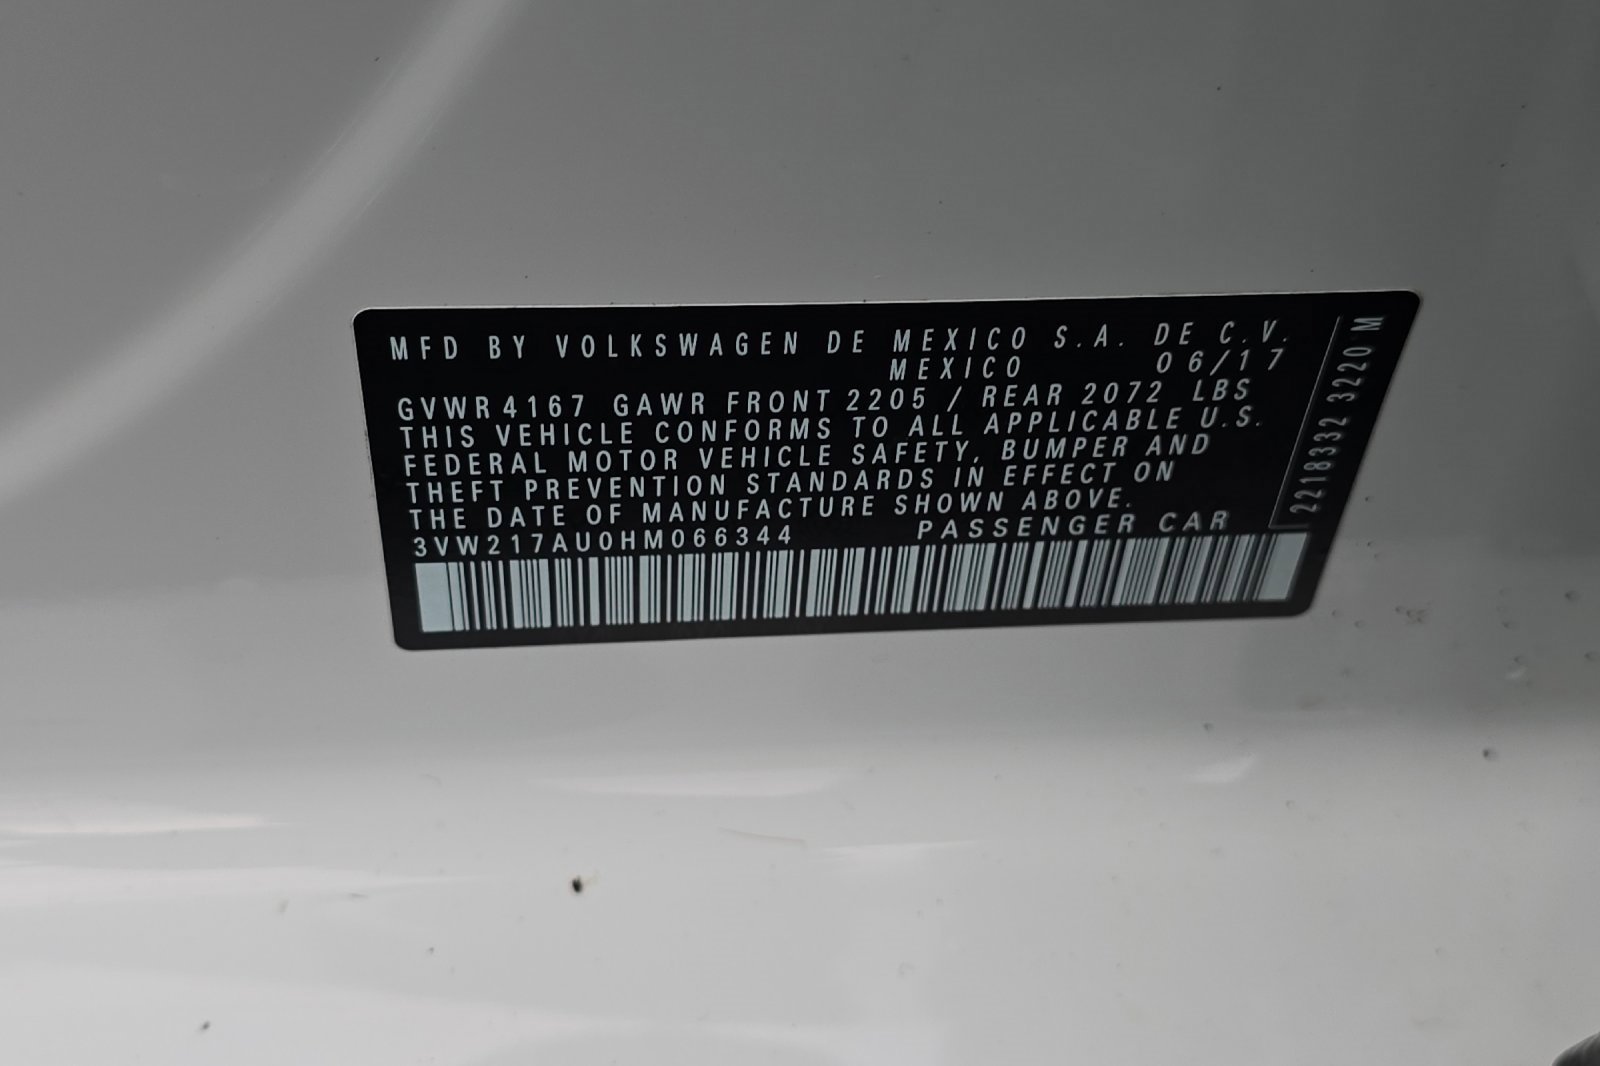 MFD BY VOLKSWAGEN DE MEXICO S.A. DE C.V.
MEXICO 06/17
GVWR 4167 GAWR FRONT 2205 / REAR 2072 LBS
THIS VEHICLE CONFORMS TO ALL APPLICABLE U.S.
FEDERAL MOTOR VEHICLE SAFETY, BUMPER AND
THEFT PREVENTION STANDARDS IN EFFECT ON
THE DATE OF MANUFACTURE SHOWN ABOVE.
3VW217AU0HM066344 PASSENGER CAR
2218332 3220 M